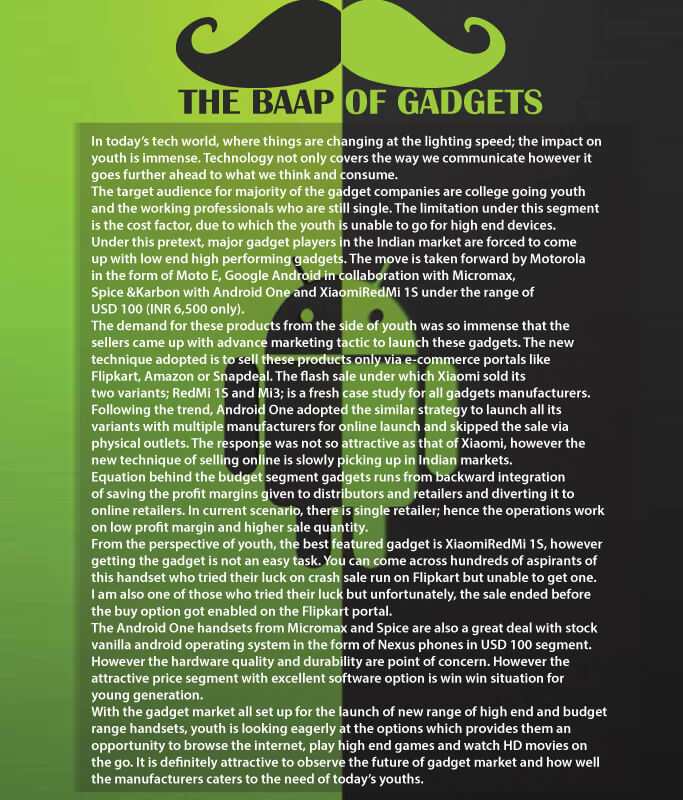 THE BAAP OF GADGETS
In today's tech world, where things are changing at the lighting speed; the impact on
youth is immense. Technology not only covers the way we communicate however it
goes further ahead to what we think and consume.
The target audience for majority of the gadget companies are college going youth
and the working professionals who are still single. The limitation under this segment
is the cost factor, due to which the youth is unable to go for high end devices.
Under this pretext, major gadget players in the Indian market are forced to come
up with low end high performing gadgets. The move is taken forward by Motorola
in the form of Moto E, Google Android in collaboration with Micromax,
Spice &Karbon with Android One and XiaomiRedMi 1S under the range of
USD 100 (INR 6,500 only).
The demand for these products from the side of youth was so immense that the
sellers came up with advance marketing tactic to launch these gadgets. The new
technique adopted is to sell these products only via e-commerce portals like
Flipkart, Amazon or Snapdeal. The flash sale under which Xiaomi sold its
two variants; RedMi 1S and Mi3; is a fresh case study for all gadgets manufacturers.
Following the trend, Android One adopted the similar strategy to launch all its
variants with multiple manufacturers for online launch and skipped the sale via
physical outlets. The response was not so attractive as that of Xiaomi, however the
new technique of selling online is slowly picking up in Indian markets.
Equation behind the budget segment gadgets runs from backward integration
of saving the profit margins given to distributors and retailers and diverting it to
online retailers. In current scenario, there is single retailer; hence the operations work
on low profit margin and higher sale quantity.
From the perspective of youth, the best featured gadget is XiaomiRedMi 1S, however
getting the gadget is not an easy task. You can come across hundreds of aspirants of
this handset who tried their luck on crash sale run on Flipkart but unable to get one.
I am also one of those who tried their luck but unfortunately, the sale ended before
the buy option got enabled on the Flipkart portal.
The Android One handsets from Micromax and Spice are also a great deal with stock
vanilla android operating system in the form of Nexus phones in USD 100 segment.
However the hardware quality and durability are point of concern. However the
attractive price segment with excellent software option is win win situation for
young generation.
With the gadget market all set up for the launch of new range of high end and budget
range handsets, youth is looking eagerly at the options which provides them an
opportunity to browse the internet, play high end games and watch HD movies on
the go. It is definitely attractive to observe the future of gadget market and how well
the manufacturers caters to the need of today's youths.